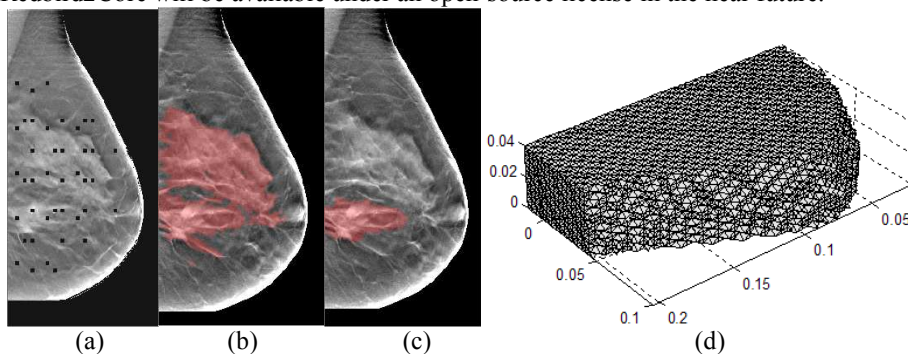 will be available under an open source license in the near future.
0.04
0.02
0
0
0.05
0.1
0.2
0.15
0.1
0.05
(a)
(b)
(c)
(d)